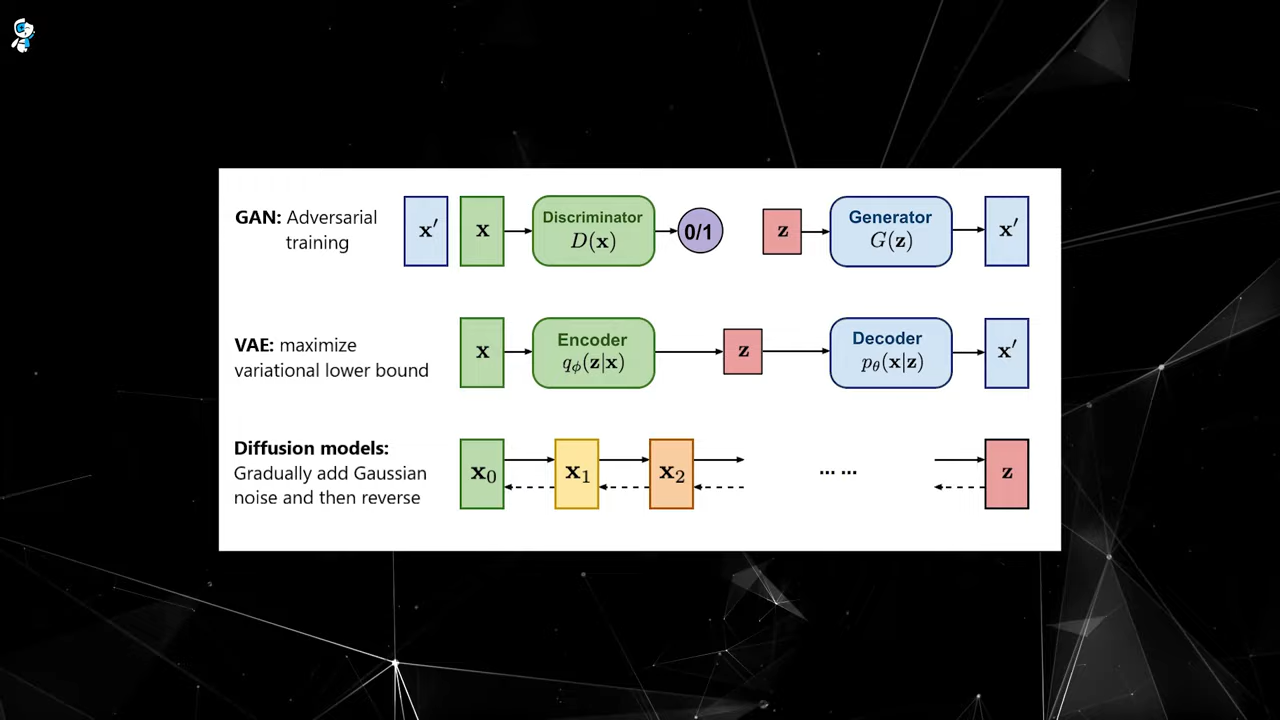 GAN: Adversarial
training
x′ x Discriminator D(x) 0/1 z Generator G(z) x′
VAE: maximize
variational lower bound
x Encoder qϕ(z|x) z Decoder pθ(x|z) x′
Diffusion models:
Gradually add Gaussian
noise and then reverse
x0 x1 x2 ... ... z